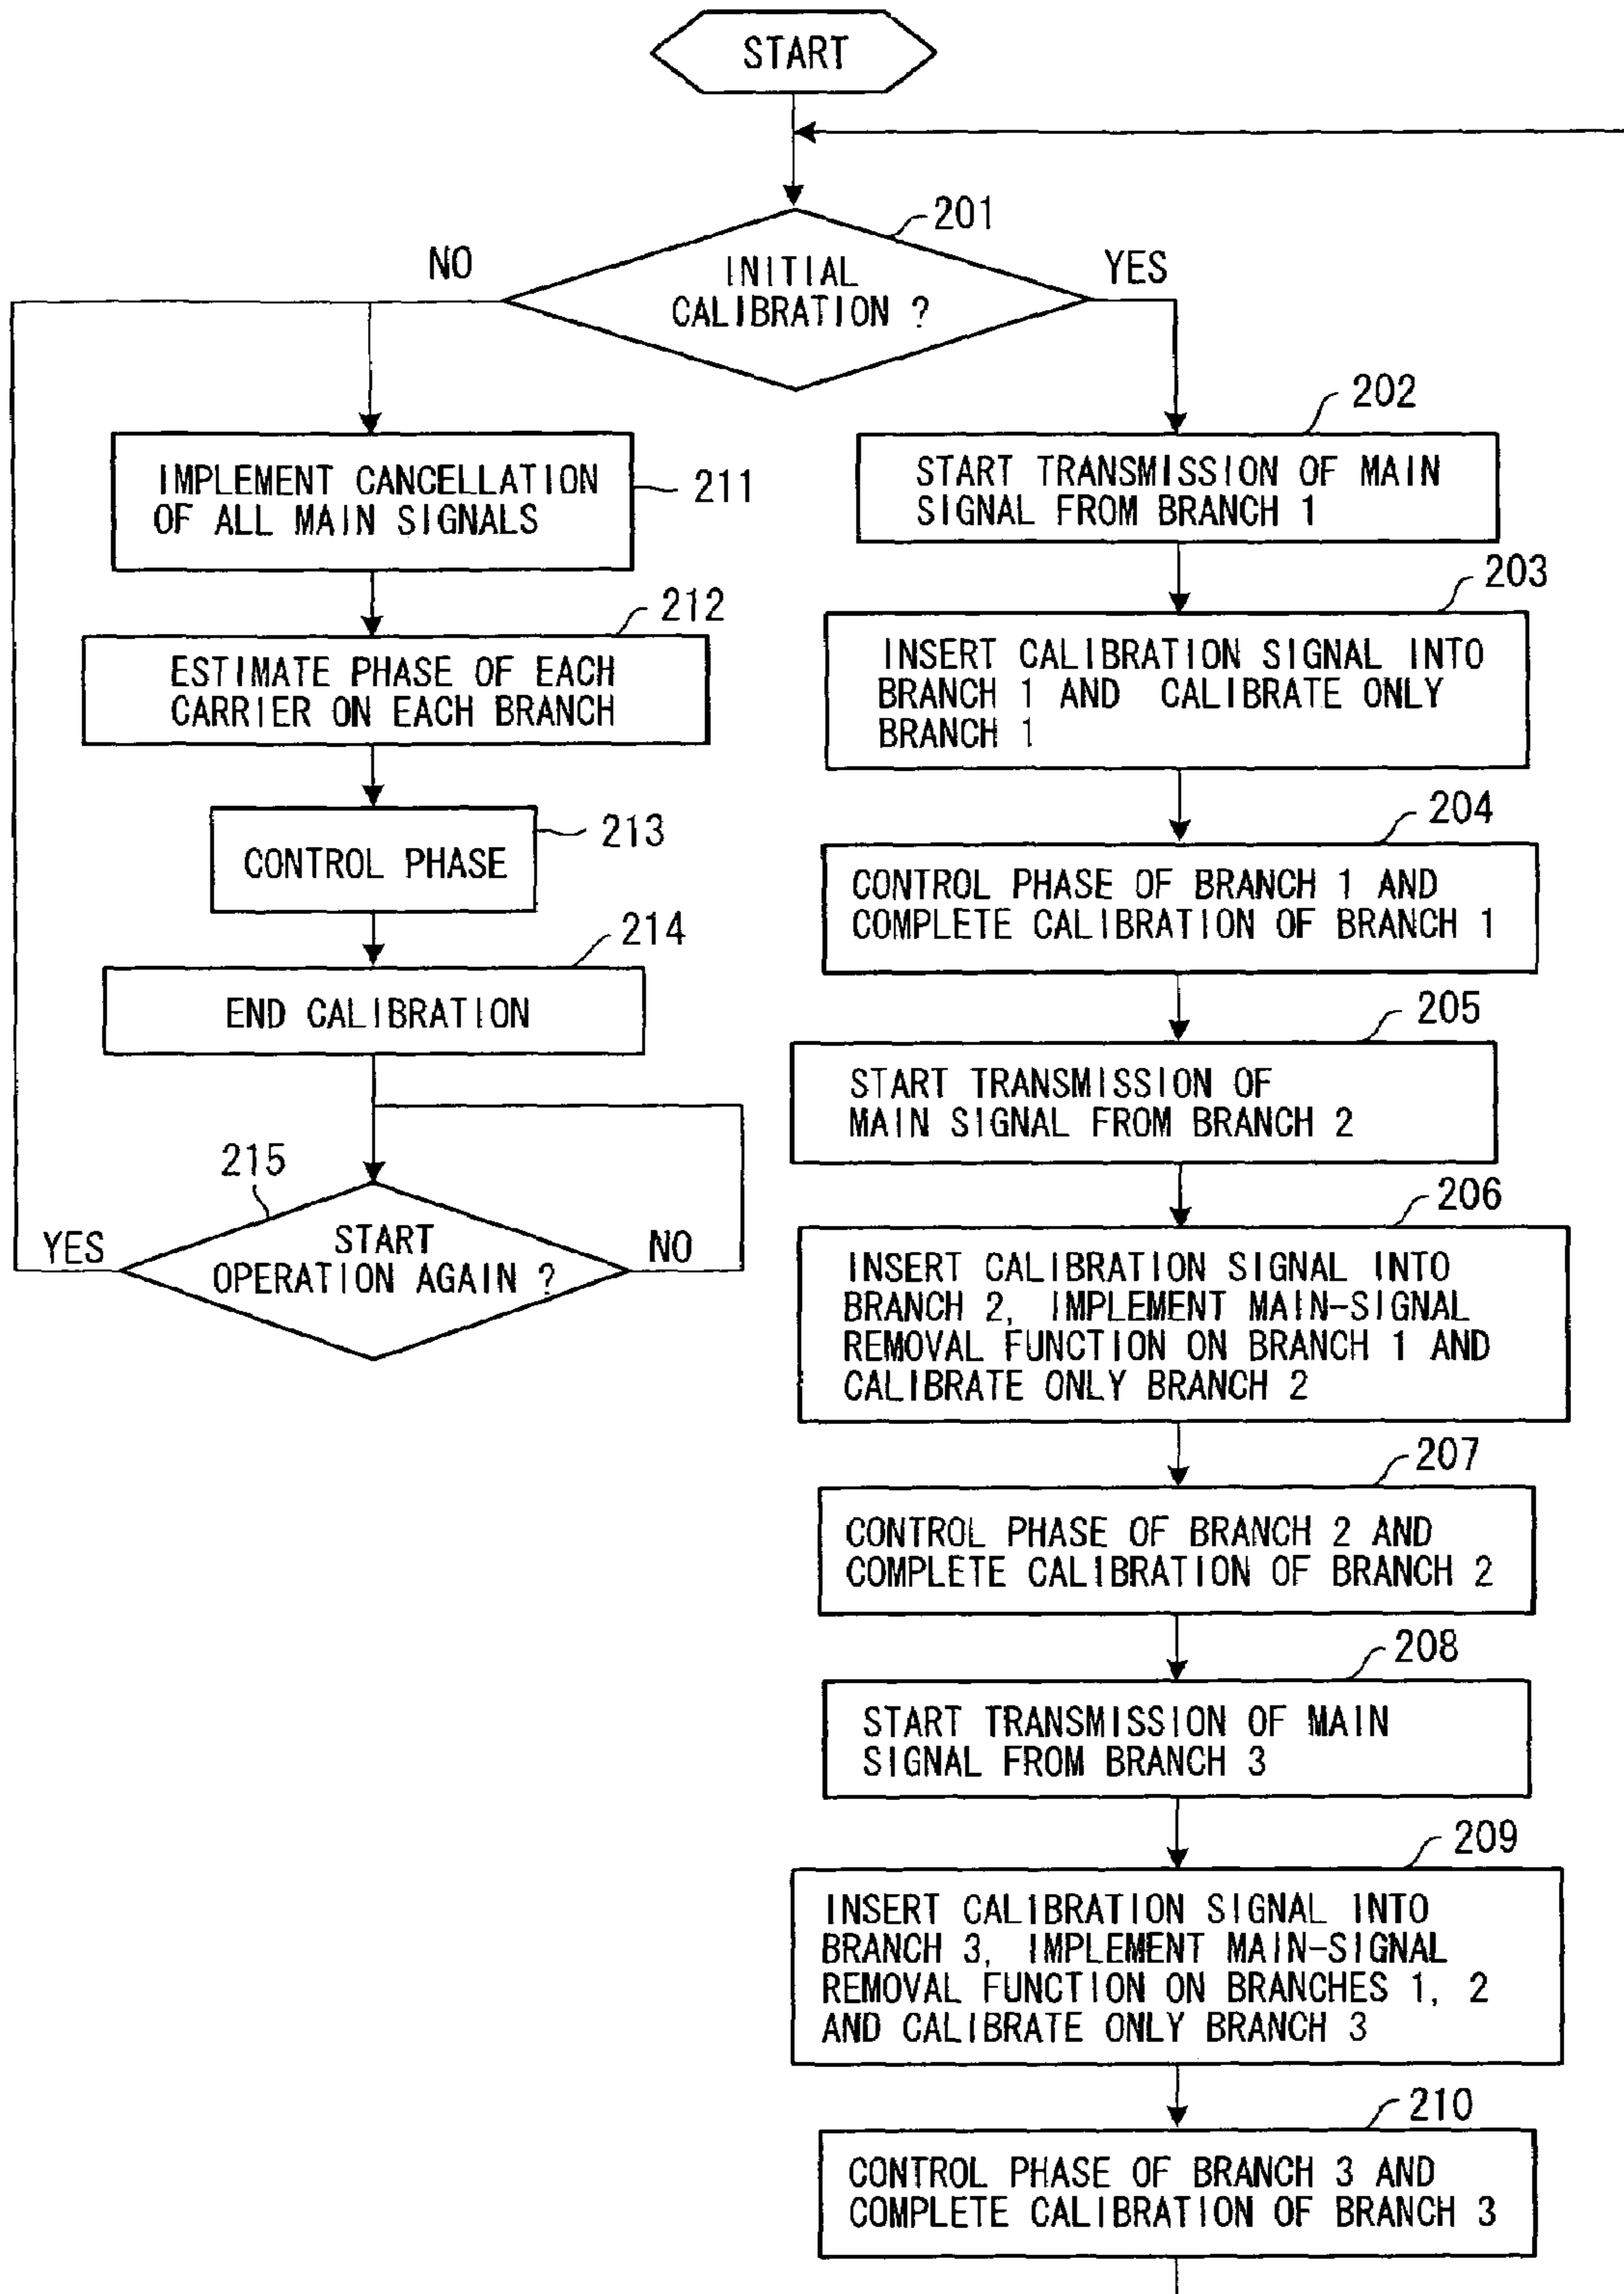 START
201
INITIAL
CALIBRATION ?
NO
YES
211
IMPLEMENT CANCELLATION
OF ALL MAIN SIGNALS
212
ESTIMATE PHASE OF EACH
CARRIER ON EACH BRANCH
213
CONTROL PHASE
214
END CALIBRATION
215
START
OPERATION AGAIN ?
YES
NO
202
START TRANSMISSION OF MAIN
SIGNAL FROM BRANCH 1
203
INSERT CALIBRATION SIGNAL INTO
BRANCH 1 AND CALIBRATE ONLY
BRANCH 1
204
CONTROL PHASE OF BRANCH 1 AND
COMPLETE CALIBRATION OF BRANCH 1
205
START TRANSMISSION OF
MAIN SIGNAL FROM BRANCH 2
206
INSERT CALIBRATION SIGNAL INTO
BRANCH 2, IMPLEMENT MAIN-SIGNAL
REMOVAL FUNCTION ON BRANCH 1 AND
CALIBRATE ONLY BRANCH 2
207
CONTROL PHASE OF BRANCH 2 AND
COMPLETE CALIBRATION OF BRANCH 2
208
START TRANSMISSION OF MAIN
SIGNAL FROM BRANCH 3
209
INSERT CALIBRATION SIGNAL INTO
BRANCH 3, IMPLEMENT MAIN-SIGNAL
REMOVAL FUNCTION ON BRANCHES 1, 2
AND CALIBRATE ONLY BRANCH 3
210
CONTROL PHASE OF BRANCH 3 AND
COMPLETE CALIBRATION OF BRANCH 3